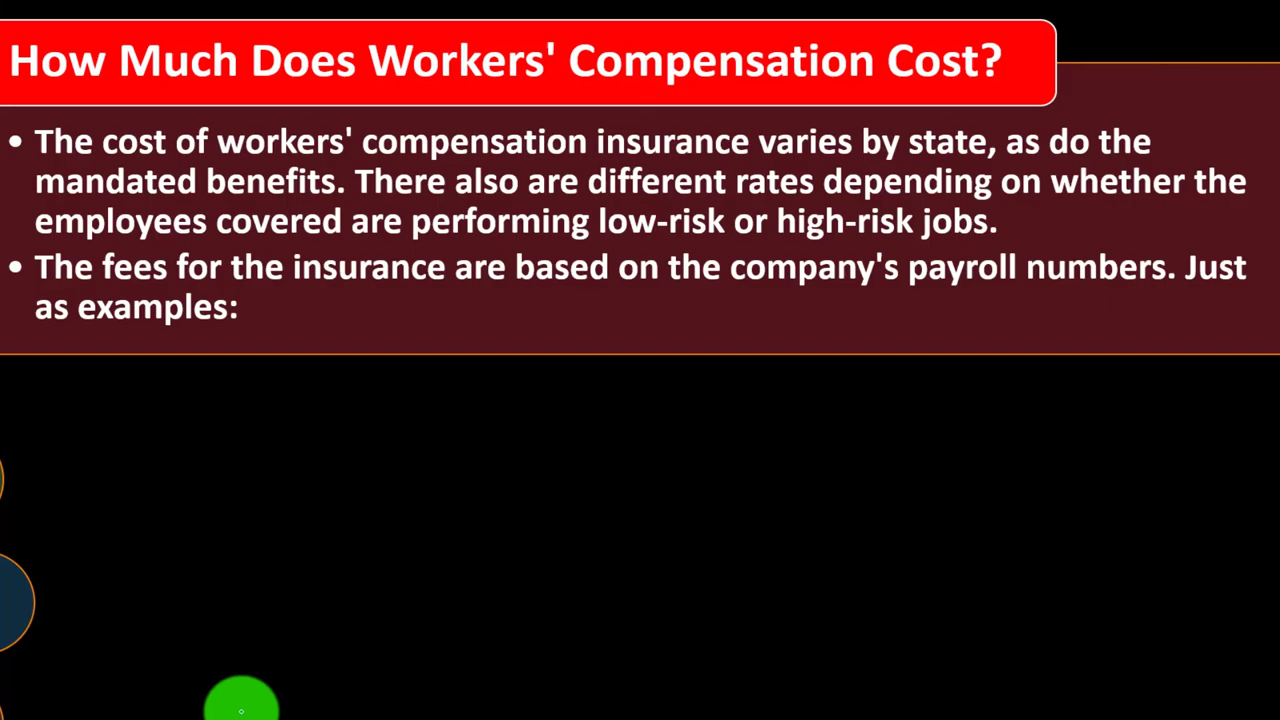 How Much Does Workers' Compensation Cost?
• The cost of workers' compensation insurance varies by state, as do the
mandated benefits. There also are different rates depending on whether the
employees covered are performing low-risk or high-risk jobs.
• The fees for the insurance are based on the company's payroll numbers. Just
as examples: